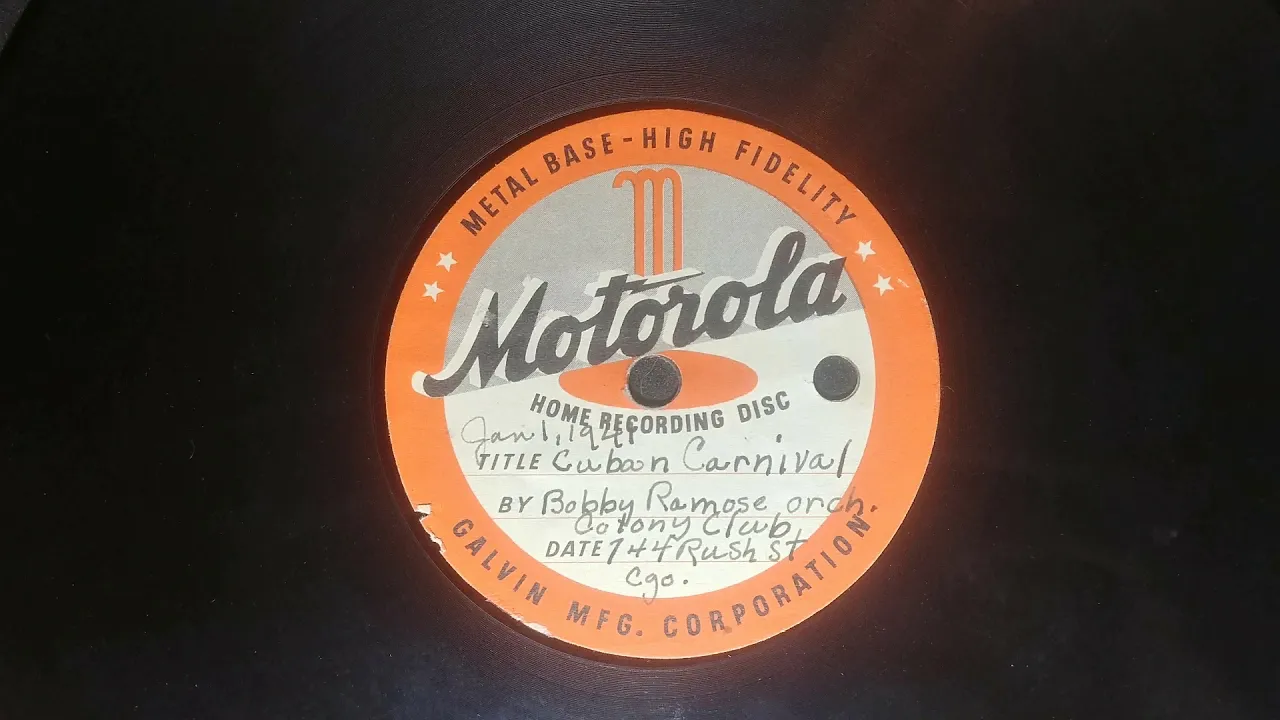 METAL BASE - HIGH FIDELITY
m
Motorola
HOME RECORDING DISC
Jan 1, 1941
TITLE Cuban Carnival
BY Bobby Ramose orch.
Colony Club
DATE 744 Rush St
Cgo.
GALVIN MFG. CORPORATION